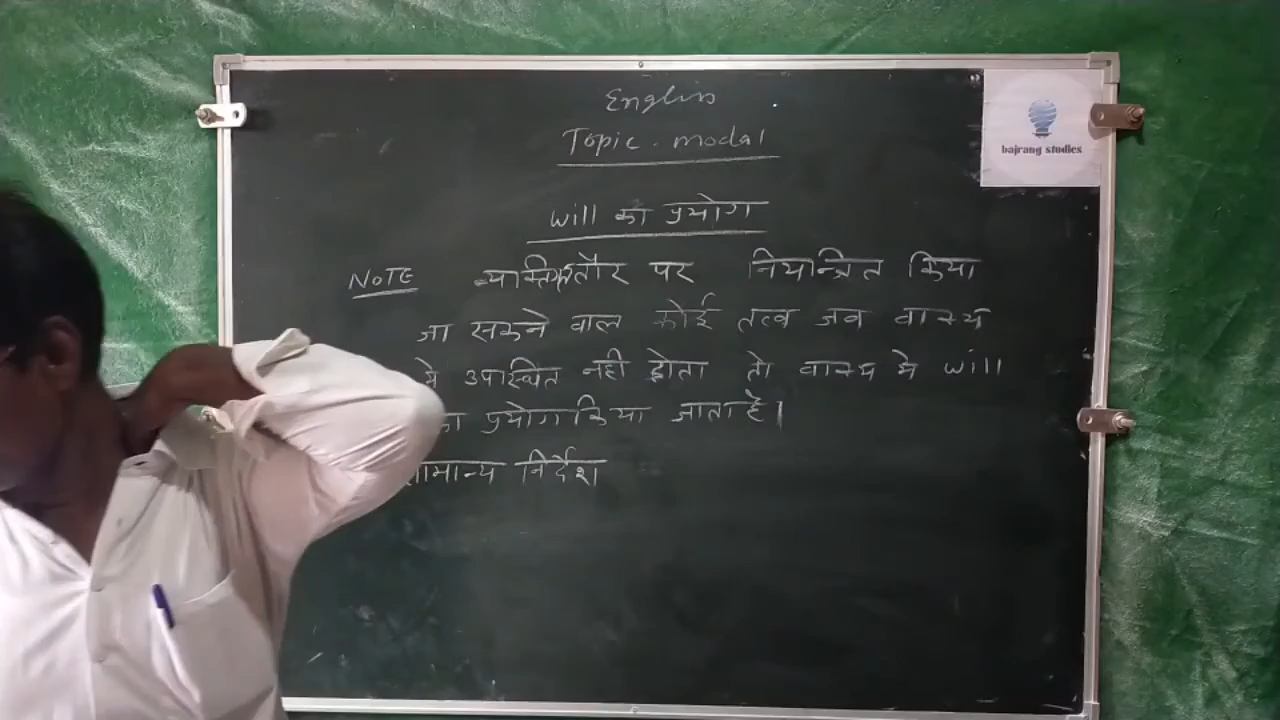 English
bajrang studies
Topic. modal
will का प्रयोग
NOTE व्यक्तिगत तौर पर नियन्त्रित किया
जा सकने वाल कोई तत्व जब वाक्य
मे उपस्थित नही होता तो वाक्य मे will
का प्रयोग किया जाता है।
सामान्य निर्देश